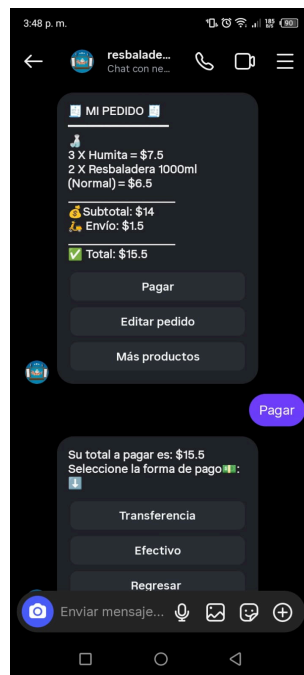 3:48 p. m.
185 B/S
90
resbalade...
Chat con ne...
MI PEDIDO
3 X Humita = $7.5
2 X Resbaladera 1000ml
(Normal) = $6.5
Subtotal: $14
Envío: $1.5
Total: $15.5
Pagar
Editar pedido
Más productos
Pagar
Su total a pagar es: $15.5
Seleccione la forma de pago:
Transferencia
Efectivo
Regresar
Enviar mensaje...